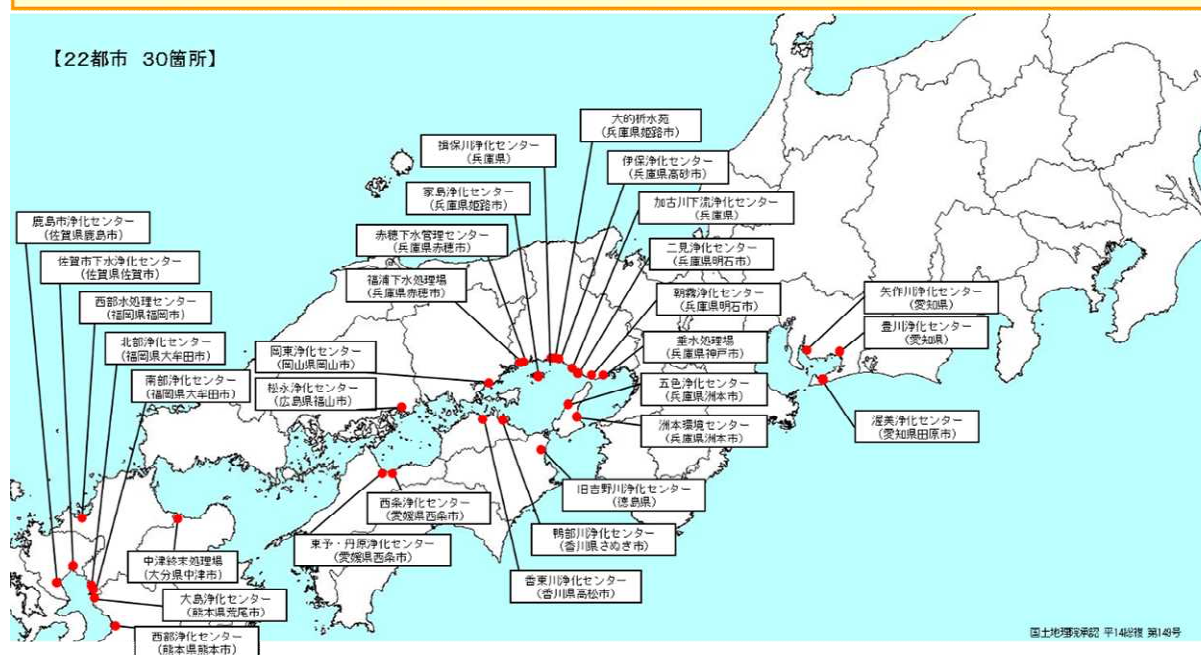 【22都市 30箇所】
大的析水苑
(兵庫県姫路市)
揖保川浄化センター
(兵庫県)
伊保浄化センター
(兵庫県高砂市)
家島浄化センター
(兵庫県姫路市)
加古川下流浄化センター
(兵庫県)
鹿島市浄化センター
(佐賀県鹿島市)
赤穂下水管理センター
(兵庫県赤穂市)
二見浄化センター
(兵庫県明石市)
佐賀市下水浄化センター
(佐賀県佐賀市)
福浦下水処理場
(兵庫県赤穂市)
朝霧浄化センター
(兵庫県明石市)
矢作川浄化センター
(愛知県)
西部水処理センター
(福岡県福岡市)
豊川浄化センター
(愛知県)
北部浄化センター
(福岡県大牟田市)
岡東浄化センター
(岡山県岡山市)
垂水処理場
(兵庫県神戸市)
南部浄化センター
(福岡県大牟田市)
松永浄化センター
(広島県福山市)
五色浄化センター
(兵庫県洲本市)
洲本環境センター
(兵庫県洲本市)
渥美浄化センター
(愛知県田原市)
旧吉野川浄化センター
(徳島県)
西条浄化センター
(愛媛県西条市)
鴨部川浄化センター
(香川県さぬき市)
東予・丹原浄化センター
(愛媛県西条市)
中津終末処理場
(大分県中津市)
香東川浄化センター
(香川県高松市)
大島浄化センター
(熊本県荒尾市)
西部浄化センター
(熊本県熊本市)
国土地理院承認 平14総複 第149号